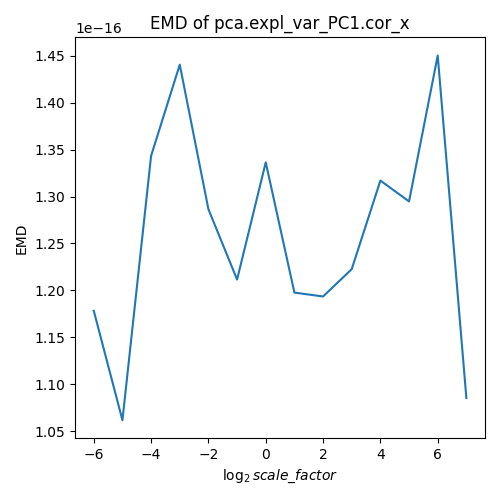 EMD of pca.expl_var_PC1.cor_x
1e−16
1.45
1.40
1.35
1.30
1.25
1.20
1.15
1.10
1.05
EMD
−6 −4 −2 0 2 4 6
log₂ scale_factor